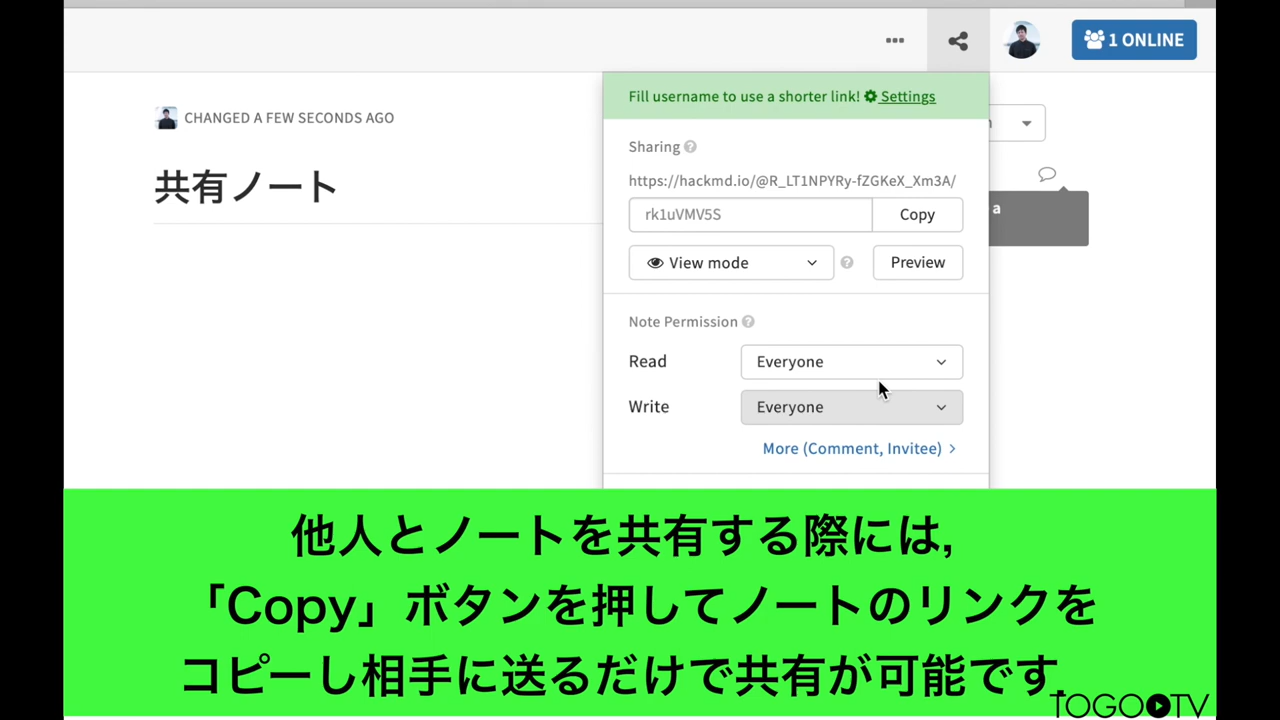 1 ONLINE
Fill username to use a shorter link! Settings
CHANGED A FEW SECONDS AGO
共有ノート
Sharing
https://hackmd.io/@R_LT1NPYRy-fZGKeX_Xm3A/
rk1uVMV5S
Copy
View mode
Preview
a
Note Permission
Read
Everyone
Write
Everyone
More (Comment, Invitee)
他人とノートを共有する際には,
「Copy」ボタンを押してノートのリンクを
コピーし相手に送るだけで共有が可能です.
TOGOTV